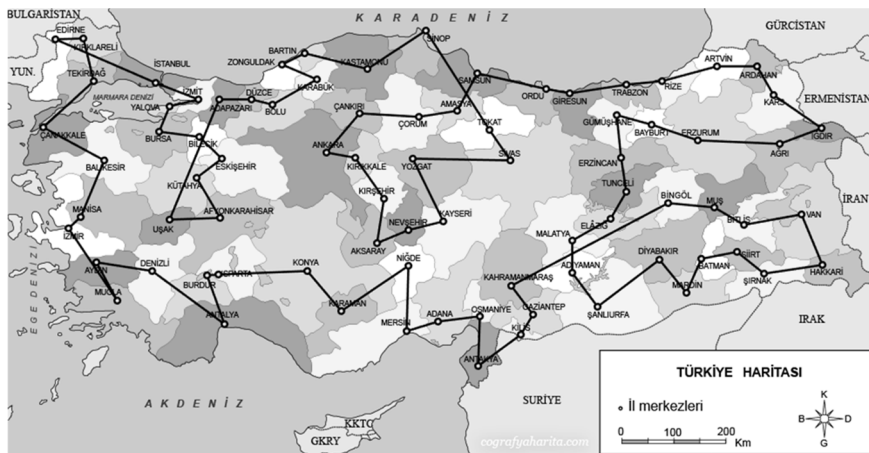 BULGARİSTAN
KARADENİZ
GÜRCİSTAN
EDİRNE
KIRKLARELİ
SİNOP
BARTIN
ZONGULDAK
KASTAMONU
ARTVİN
ARDAHAN
YUN.
TEKİRDAĞ
İSTANBUL
İZMİT
SAMSUN
KARABÜK
TRABZON
RİZE
KARS
ERMENİSTAN
MARMARA DENİZİ
YALOVA
ADAPAZARI
DÜZCE
BOLU
ORDU
GİRESUN
ÇANKIRI
AMASYA
ÇORUM
TOKAT
GÜMÜŞHANE
BAYBURT
IĞDIR
ÇANAKKALE
BURSA
BİLECİK
ERZURUM
AĞRI
ANKARA
KIRIKKALE
YOZGAT
SİVAS
ERZİNCAN
BALIKESİR
ESKİŞEHİR
KÜTAHYA
KIRŞEHİR
TUNCELİ
BİNGÖL
İRAN
MANİSA
UŞAK
AFYONKARAHİSAR
NEVŞEHİR
KAYSERİ
ELÂZIĞ
MUŞ
BİTLİS
VAN
İZMİR
AKSARAY
MALATYA
AYDIN
DENİZLİ
BURDUR
ISPARTA
KONYA
NİĞDE
KAHRAMANMARAŞ
ADIYAMAN
DİYABAKIR
BATMAN
SİİRT
ŞIRNAK
HAKKARİ
MUĞLA
EGE DENİZİ
ANTALYA
KARAMAN
MERSİN
ADANA
OSMANİYE
GAZİANTEP
KİLİS
ŞANLIURFA
MARDİN
IRAK
ANTAKYA
AKDENİZ
SURİYE
KKTC
GKRY
TÜRKİYE HARİTASI
İl merkezleri
0 100 200
Km
K
B D
G
cografyaharita.com